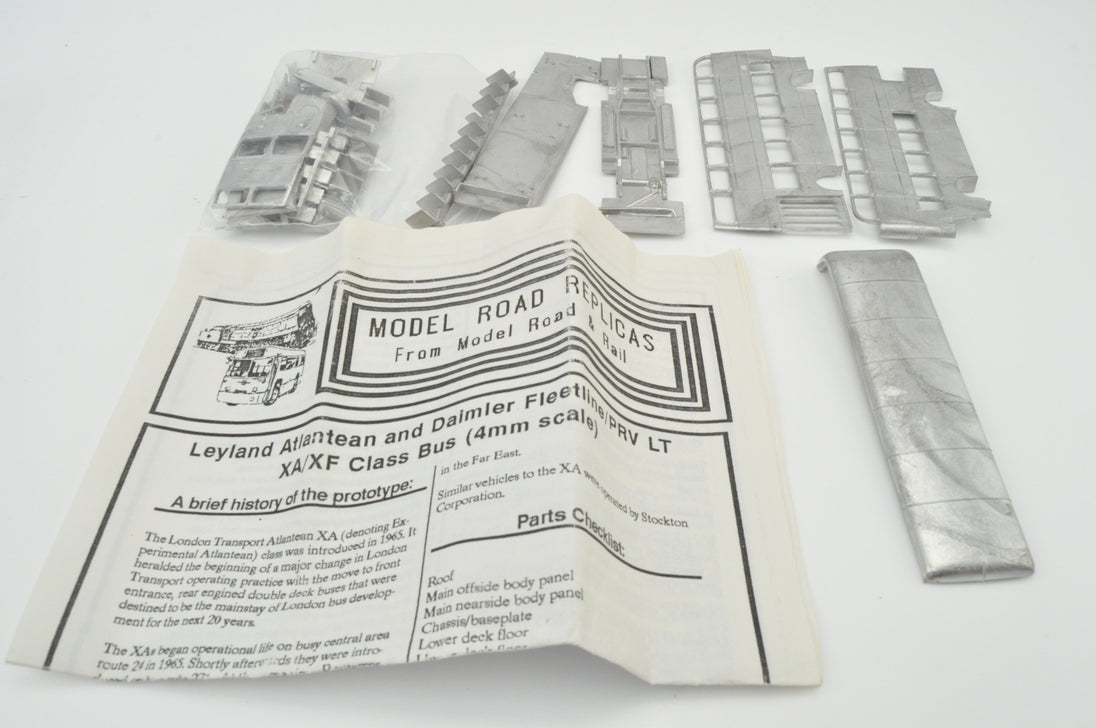 MODEL ROAD REPLICAS
From Model Road & Rail
Leyland Atlantean and Daimler Fleetline/PRV LT
XA/XF Class Bus (4mm scale)
A brief history of the prototype:
The London Transport Atlantean XA (denoting Ex-
perimental Atlantean) class was introduced in 1965. It
heralded the beginning of a major change in London
Transport operating practice with the move to front
entrance, rear engined double deck buses that were
destined to be the mainstay of London bus develop-
ment for the next 20 years.
The XAs began operational life on busy central area
route 24 in 1965. Shortly afterwards they were intro-
in the Far East.
Similar vehicles to the XA were operated by Stockton
Corporation.
Parts Checklist:
Roof
Main offside body panel
Main nearside body panel
Chassis/baseplate
Lower deck floor